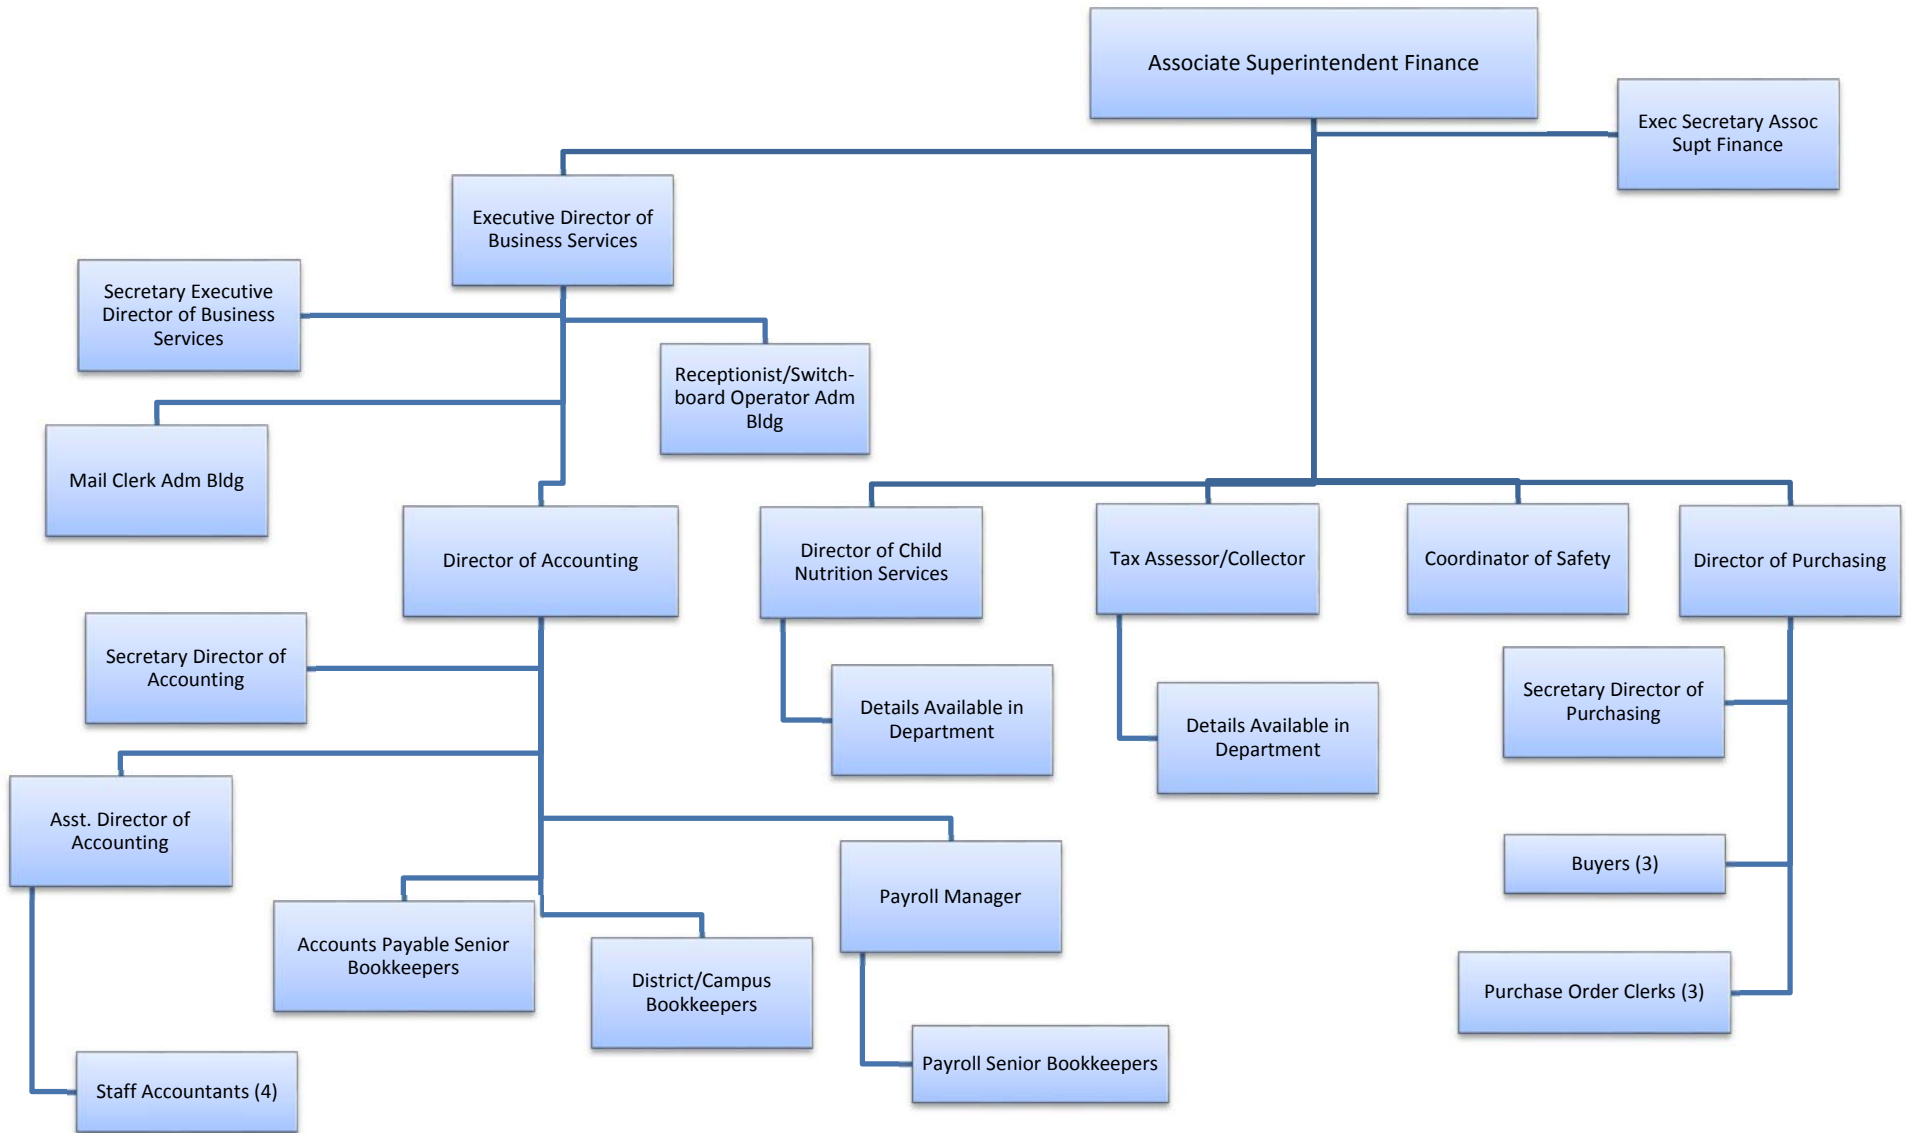 Associate Superintendent Finance
Exec Secretary Assoc
Supt Finance
Executive Director of
Business Services
Secretary Executive
Director of Business
Services
Receptionist/Switch-
board Operator Adm
Bldg
Mail Clerk Adm Bldg
Director of Accounting
Director of Child
Nutrition Services
Tax Assessor/Collector
Coordinator of Safety
Director of Purchasing
Secretary Director of
Accounting
Details Available in
Department
Details Available in
Department
Secretary Director of
Purchasing
Asst. Director of
Accounting
Buyers (3)
Payroll Manager
Accounts Payable Senior
Bookkeepers
District/Campus
Bookkeepers
Purchase Order Clerks (3)
Payroll Senior Bookkeepers
Staff Accountants (4)